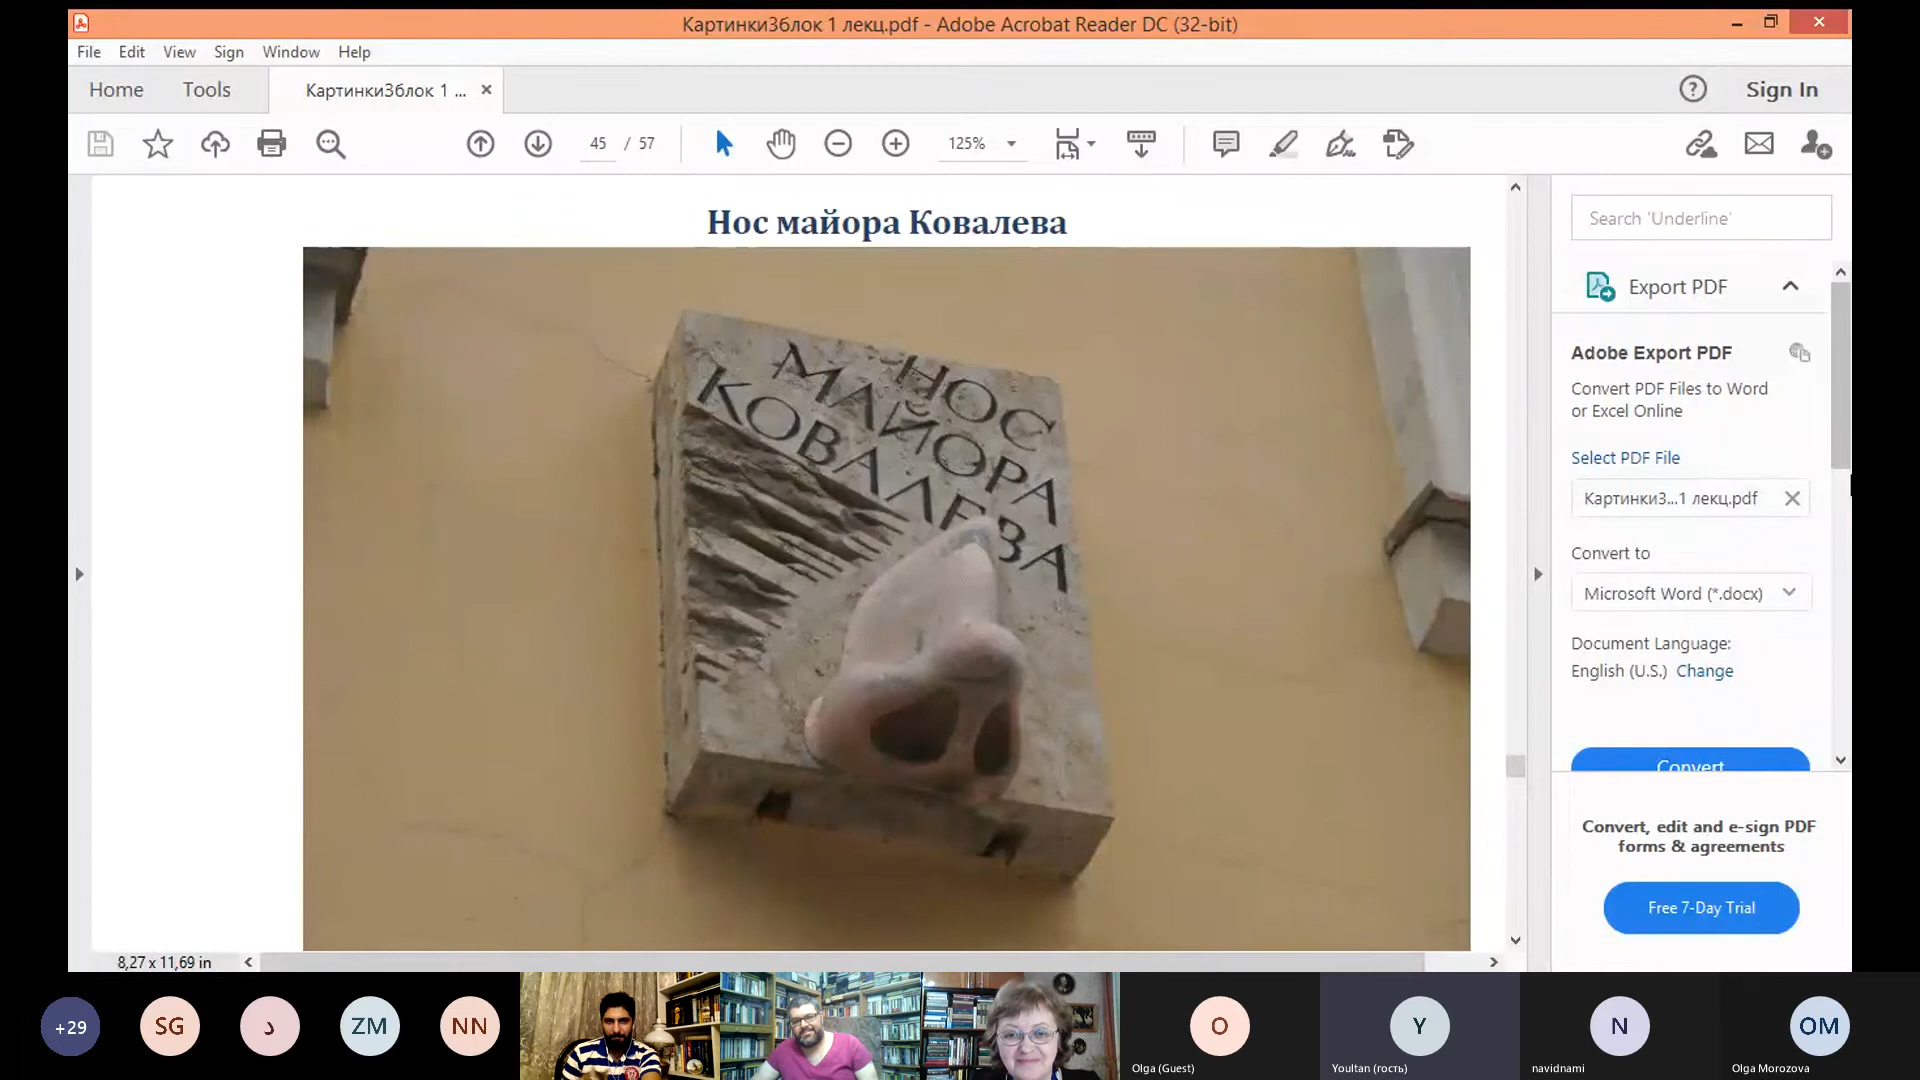 Картинки3блок 1 лекц.pdf - Adobe Acrobat Reader DC (32-bit)
File Edit View Sign Window Help
Home Tools Картинки3блок 1 ... Sign In
45 / 57 125%
Нос майора Ковалева
НОС
МАЙОРА
КОВАЛЕВА
8,27 x 11,69 in
Search 'Underline'
Export PDF
Adobe Export PDF
Convert PDF Files to Word
or Excel Online
Select PDF File
Картинки3...1 лекц.pdf
Convert to
Microsoft Word (*.docx)
Document Language:
English (U.S.) Change
Convert
Convert, edit and e-sign PDF
forms & agreements
Free 7-Day Trial
+29 SG د ZM NN O Y N OM
Olga (Guest) Youltan (гость) navidnami Olga Morozova